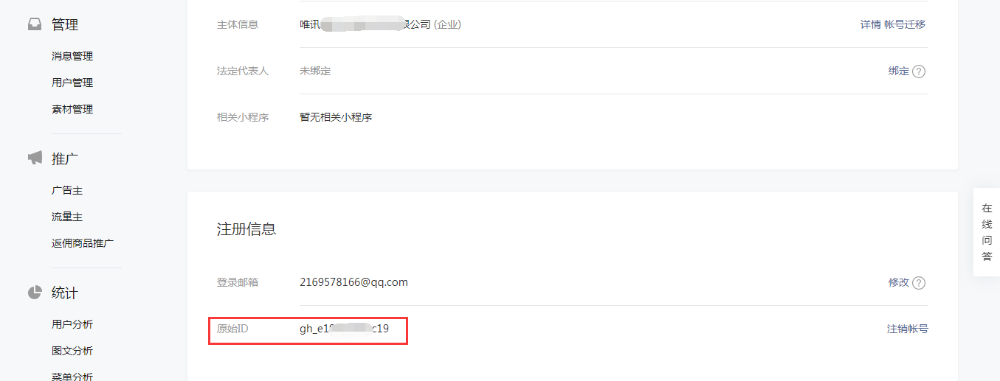 管理
消息管理
用户管理
素材管理
推广
广告主
流量主
返佣商品推广
统计
用户分析
图文分析
菜单分析
主体信息 唯讯 限公司 (企业) 详情 帐号迁移
法定代表人 未绑定 绑定 ?
相关小程序 暂无相关小程序
注册信息
登录邮箱 2169578166@qq.com 修改 ?
原始ID gh_e1 c19 注销帐号
在线问答